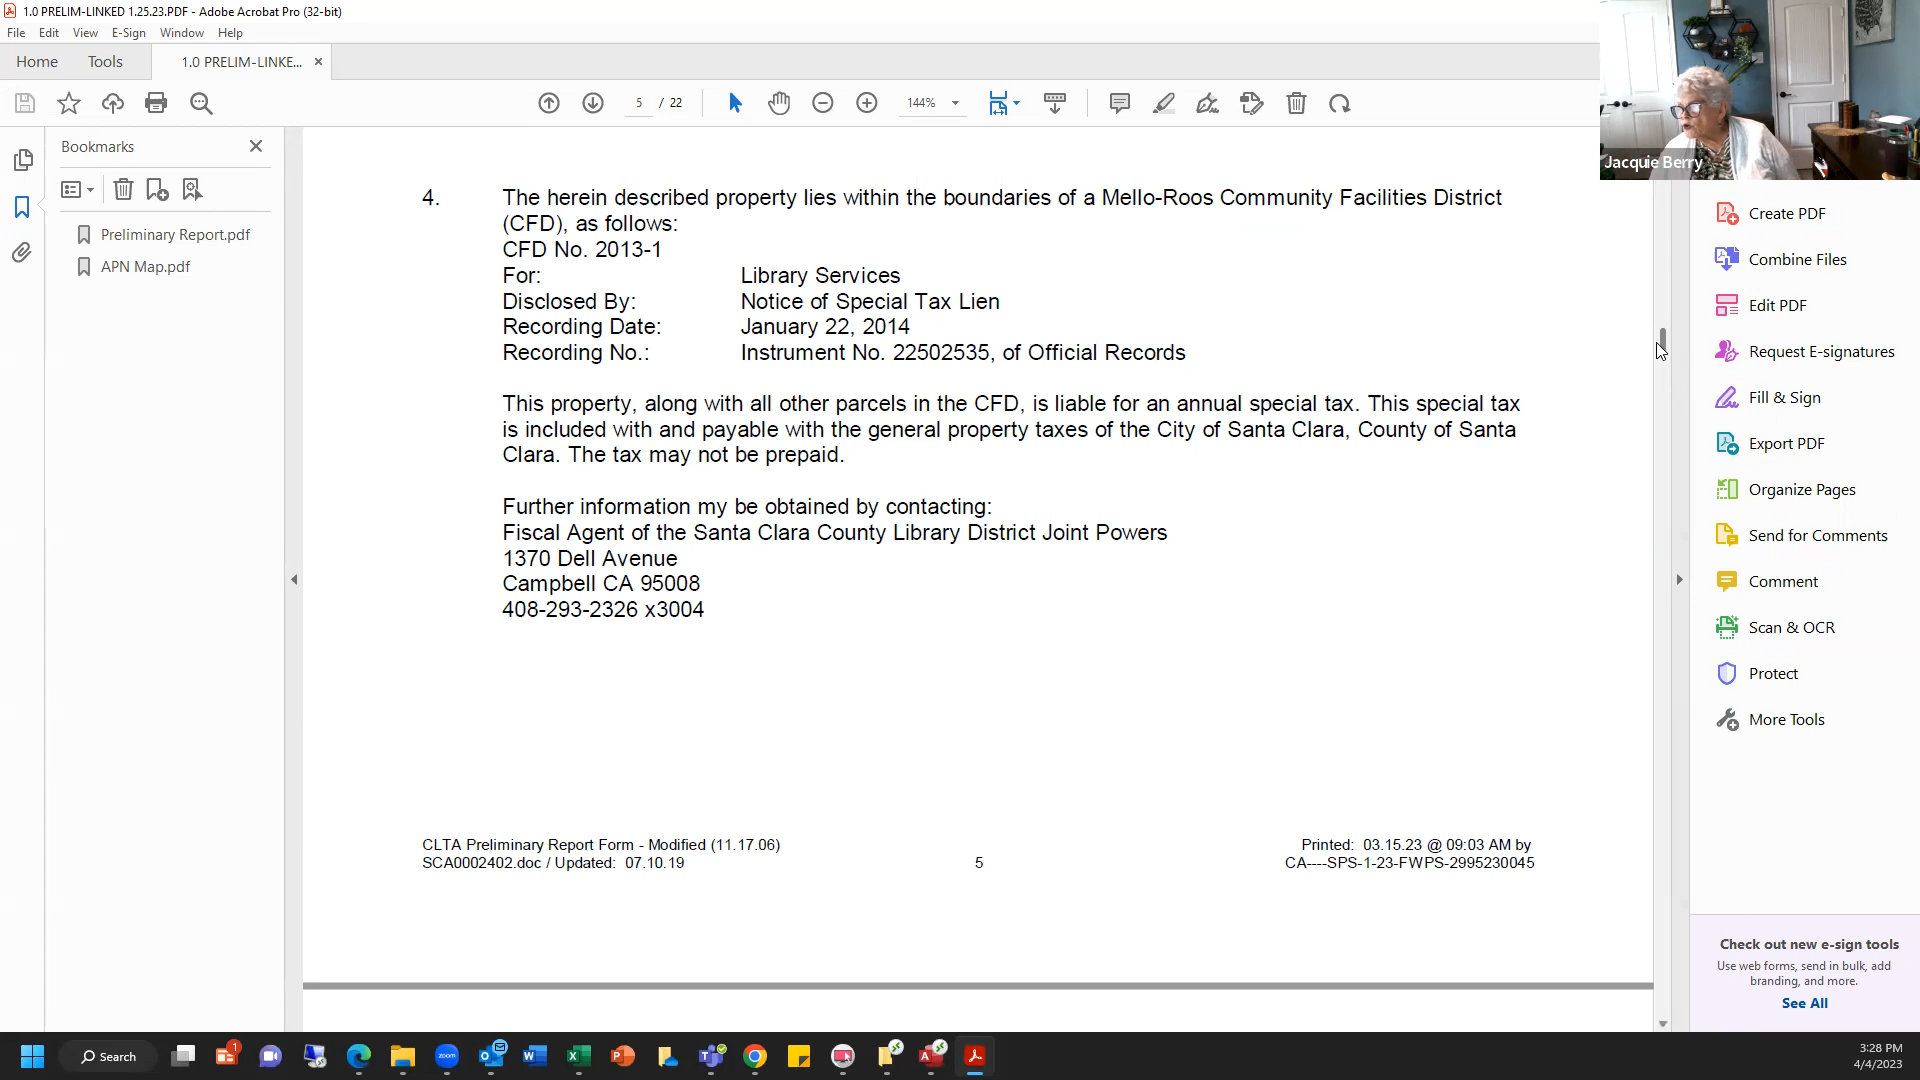 1.0 PRELIM-LINKED 1.25.23.PDF - Adobe Acrobat Pro (32-bit)
File Edit View E-Sign Window Help
Home Tools 1.0 PRELIM-LINKE... ×
5 / 22 144%
Jacquie Berry
Bookmarks
Preliminary Report.pdf
APN Map.pdf
4. The herein described property lies within the boundaries of a Mello-Roos Community Facilities District
(CFD), as follows:
CFD No. 2013-1
For: Library Services
Disclosed By: Notice of Special Tax Lien
Recording Date: January 22, 2014
Recording No.: Instrument No. 22502535, of Official Records
This property, along with all other parcels in the CFD, is liable for an annual special tax. This special tax
is included with and payable with the general property taxes of the City of Santa Clara, County of Santa
Clara. The tax may not be prepaid.
Further information my be obtained by contacting:
Fiscal Agent of the Santa Clara County Library District Joint Powers
1370 Dell Avenue
Campbell CA 95008
408-293-2326 x3004
CLTA Preliminary Report Form - Modified (11.17.06)
SCA0002402.doc / Updated: 07.10.19
5
Printed: 03.15.23 @ 09:03 AM by
CA----SPS-1-23-FWPS-2995230045
Create PDF
Combine Files
Edit PDF
Request E-signatures
Fill & Sign
Export PDF
Organize Pages
Send for Comments
Comment
Scan & OCR
Protect
More Tools
Check out new e-sign tools
Use web forms, send in bulk, add
branding, and more.
See All
Search
1
zoom
3:28 PM
4/4/2023